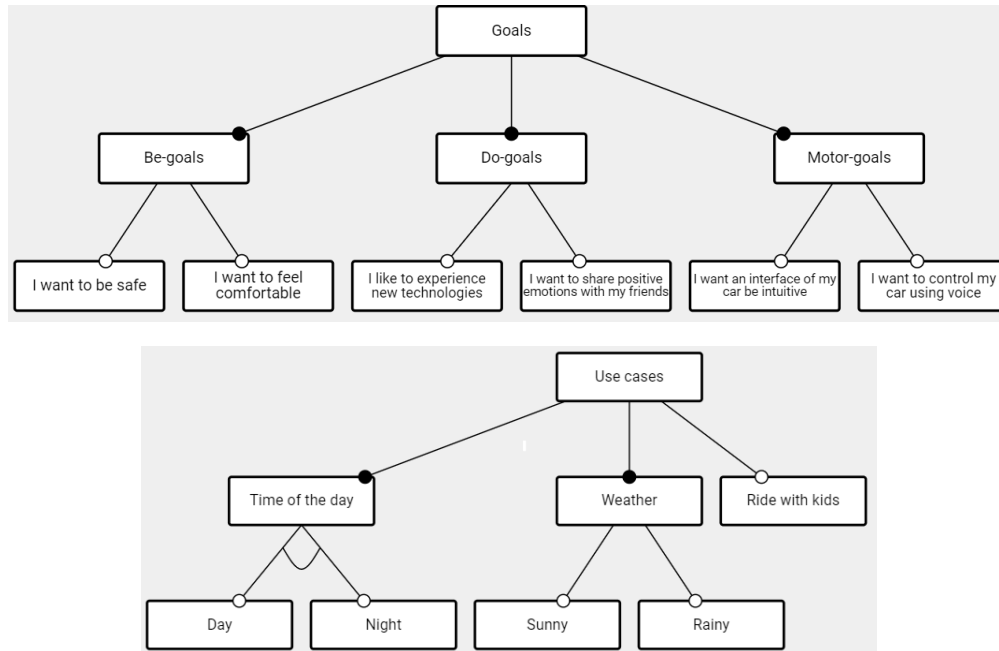 Goals
Be-goals
Do-goals
Motor-goals
I want to be safe
I want to feel
comfortable
I like to experience
new technologies
I want to share positive
emotions with my friends
I want an interface of my
car be intuitive
I want to control my
car using voice
Use cases
Time of the day
Weather
Ride with kids
Day
Night
Sunny
Rainy